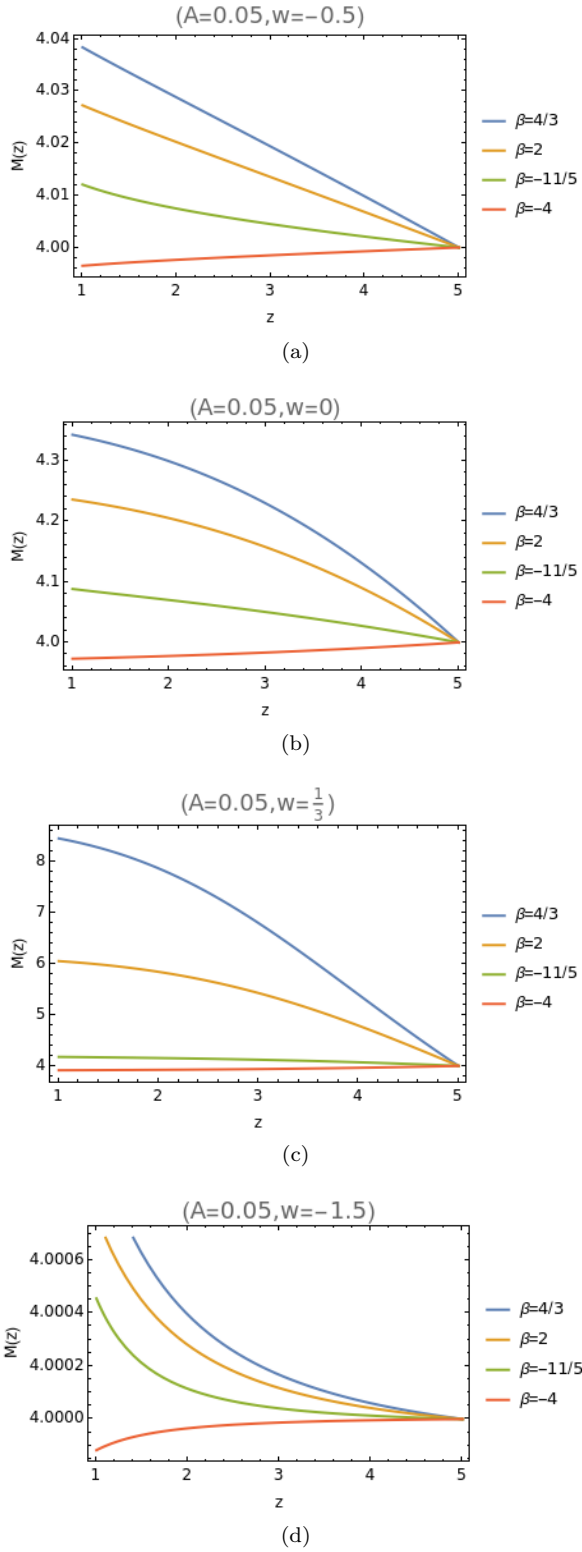 (A=0.05,w=−0.5)
4.04
4.03
4.02
4.01
4.00
M(z)
1 2 3 4 5
z
β=4/3
β=2
β=−11/5
β=−4
(a)
(A=0.05,w=0)
4.3
4.2
4.1
4.0
M(z)
1 2 3 4 5
z
β=4/3
β=2
β=−11/5
β=−4
(b)
(A=0.05,w=1/3)
8
7
6
5
4
M(z)
1 2 3 4 5
z
β=4/3
β=2
β=−11/5
β=−4
(c)
(A=0.05,w=−1.5)
4.0006
4.0004
4.0002
4.0000
M(z)
1 2 3 4 5
z
β=4/3
β=2
β=−11/5
β=−4
(d)